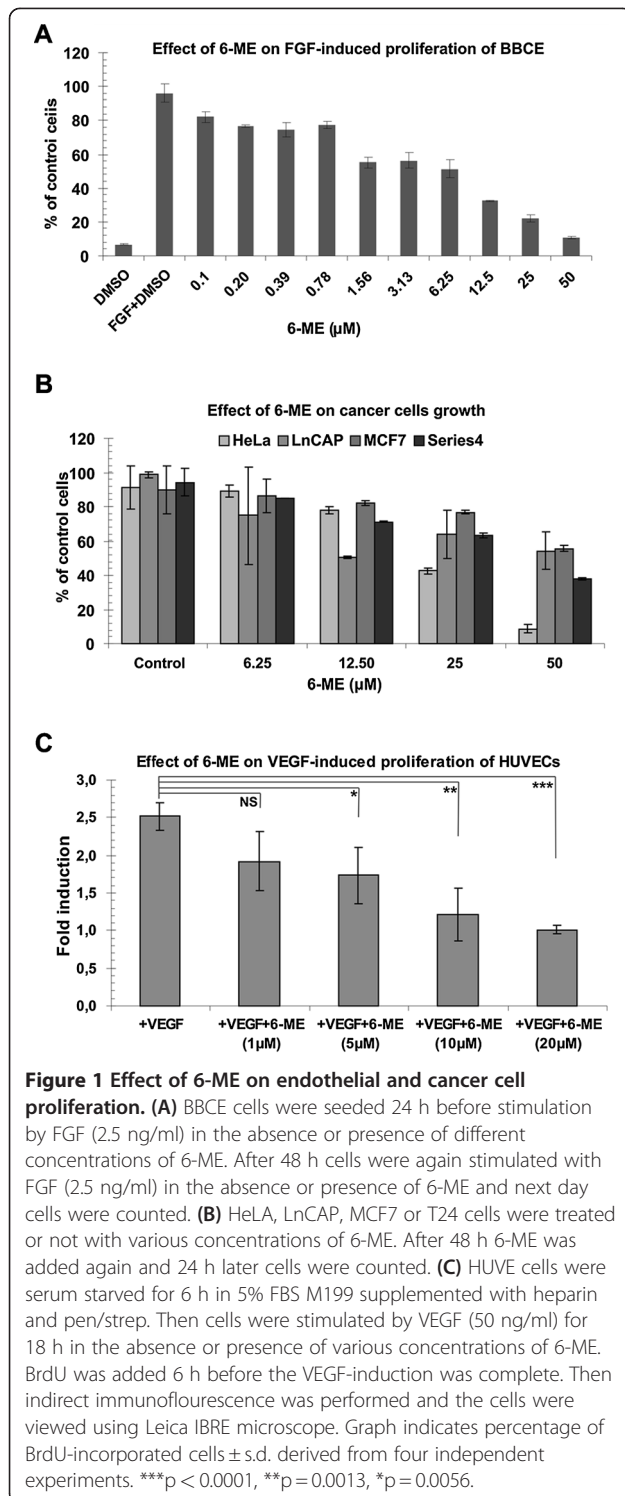 A
Effect of 6-ME on FGF-induced proliferation of BBCE
% of control cells
120
100
80
60
40
20
0
DMSO
FGF+DMSO
0.1
0.20
0.39
0.78
1.56
3.13
6.25
12.5
25
50
6-ME (µM)
B
Effect of 6-ME on cancer cells growth
HeLa LnCAP MCF7 Series4
% of control cells
120
100
80
60
40
20
0
Control 6.25 12.50 25 50
6-ME (µM)
C
Effect of 6-ME on VEGF-induced proliferation of HUVECs
Fold induction
3,0
2,5
2,0
1,5
1,0
0,5
0,0
NS
*
**
***
+VEGF +VEGF+6-ME +VEGF+6-ME +VEGF+6-ME +VEGF+6-ME
(1µM) (5µM) (10µM) (20µM)
Figure 1 Effect of 6-ME on endothelial and cancer cell
proliferation. (A) BBCE cells were seeded 24 h before stimulation
by FGF (2.5 ng/ml) in the absence or presence of different
concentrations of 6-ME. After 48 h cells were again stimulated with
FGF (2.5 ng/ml) in the absence or presence of 6-ME and next day
cells were counted. (B) HeLA, LnCAP, MCF7 or T24 cells were treated
or not with various concentrations of 6-ME. After 48 h 6-ME was
added again and 24 h later cells were counted. (C) HUVE cells were
serum starved for 6 h in 5% FBS M199 supplemented with heparin
and pen/strep. Then cells were stimulated by VEGF (50 ng/ml) for
18 h in the absence or presence of various concentrations of 6-ME.
BrdU was added 6 h before the VEGF-induction was complete. Then
indirect immunoflourescence was performed and the cells were
viewed using Leica IBRE microscope. Graph indicates percentage of
BrdU-incorporated cells ± s.d. derived from four independent
experiments. ***p < 0.0001, **p = 0.0013, *p = 0.0056.